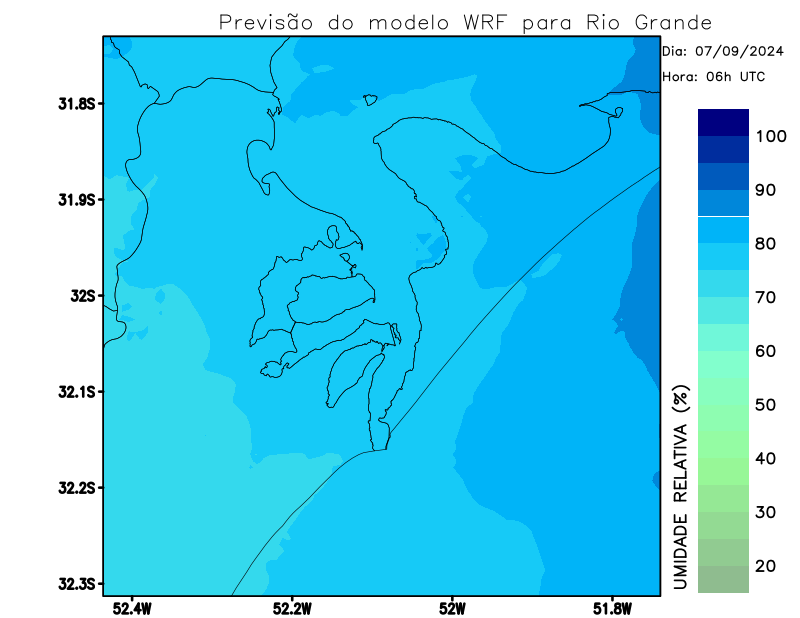 Previsão do modelo WRF para Rio Grande
Dia: 07/09/2024
Hora: 06h UTC
31.8S
31.9S
32S
32.1S
32.2S
32.3S
52.4W
52.2W
52W
51.8W
100
90
80
70
60
50
40
30
20
UMIDADE RELATIVA (%)